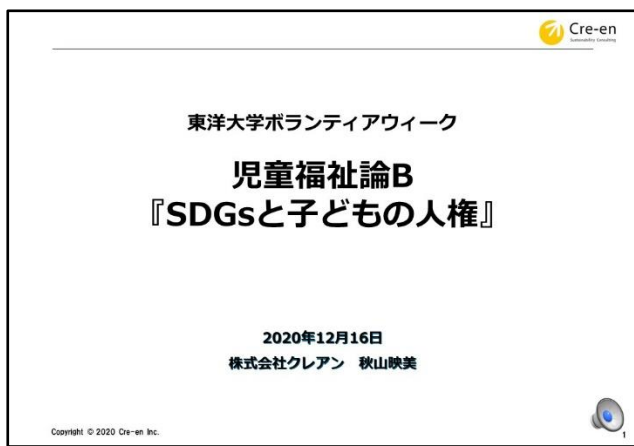 Cre-en
Sustainability Consulting
東洋大学ボランティアウィーク
児童福祉論B
『SDGsと子どもの人権』
2020年12月16日
株式会社クレアン　秋山映美
Copyright © 2020 Cre-en Inc.
1